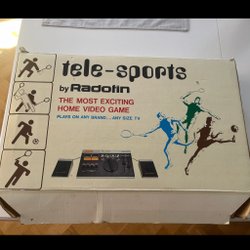 tele-sports
by Radofin
THE MOST EXCITING
HOME VIDEO GAME
PLAYS ON ANY BRAND... ANY SIZE TV